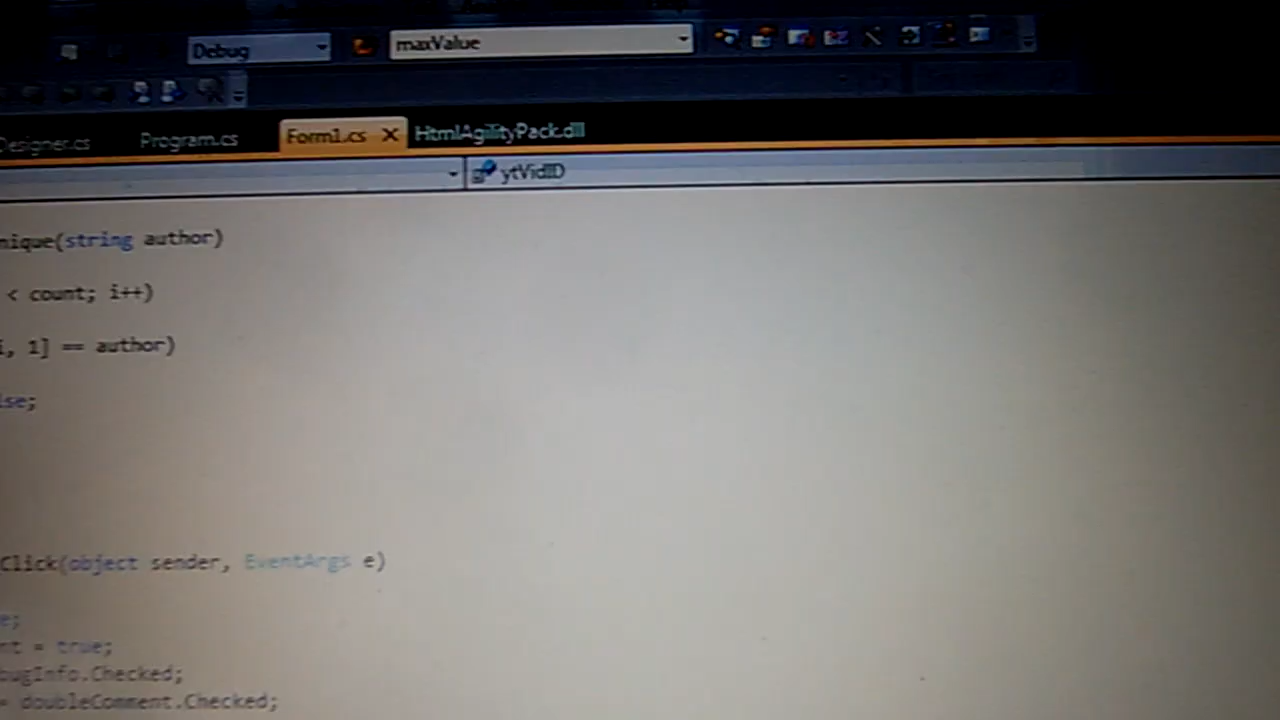 Debug maxValue
Designer.cs Program.cs Form1.cs X HtmlAgilityPack.dll
ytVidID
nique(string author)
< count; i++)
i, 1] == author)
lse;
Click(object sender, EventArgs e)
e;
nt = true;
bugInfo.Checked;
= doubleComment.Checked;